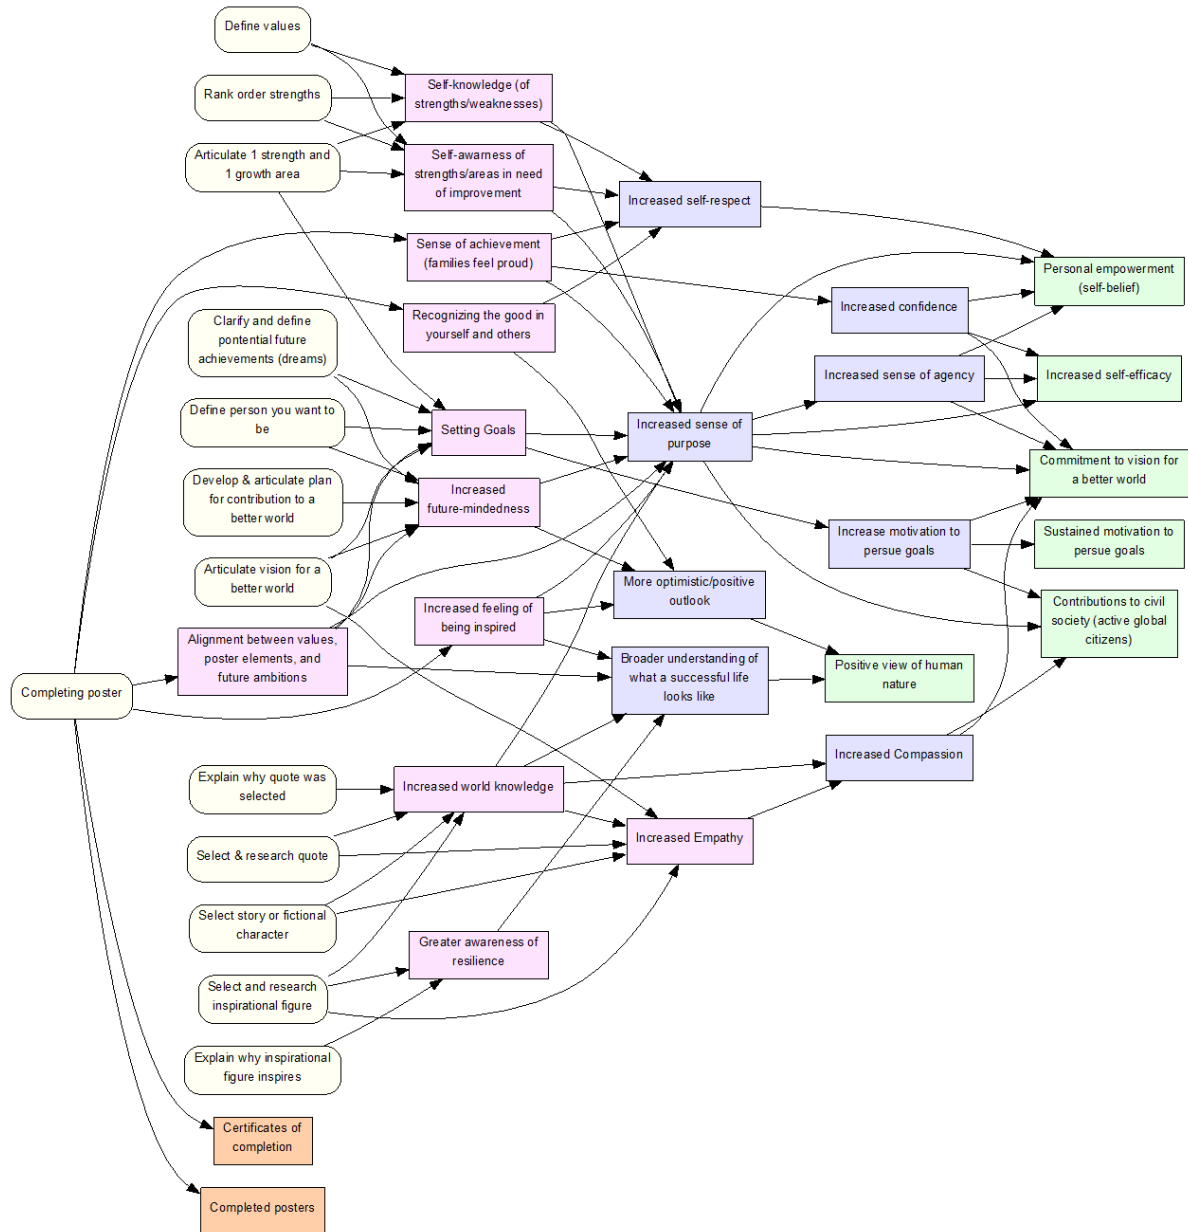 Define values
Rank order strengths
Articulate 1 strength and
1 growth area
Self-knowledge (of
strengths/weaknesses)
Self-awarness of
strengths/areas in need
of improvement
Increased self-respect
Sense of achievement
(families feel proud)
Recognizing the good in
yourself and others
Personal empowerment
(self-belief)
Increased confidence
Clarify and define
pontential future
achievements (dreams)
Increased sense of agency
Increased self-efficacy
Define person you want to
be
Setting Goals
Increased sense of
purpose
Commitment to vision for
a better world
Develop & articulate plan
for contribution to a
better world
Increased
future-mindedness
Increase motivation to
persue goals
Sustained motivation to
persue goals
Articulate vision for a
better world
More optimistic/positive
outlook
Increased feeling of
being inspired
Contributions to civil
society (active global
citizens)
Alignment between values,
poster elements, and
future ambitions
Broader understanding of
what a successful life
looks like
Positive view of human
nature
Completing poster
Increased Compassion
Explain why quote was
selected
Increased world knowledge
Increased Empathy
Select & research quote
Select story or fictional
character
Greater awareness of
resilience
Select and research
inspirational figure
Explain why inspirational
figure inspires
Certificates of
completion
Completed posters